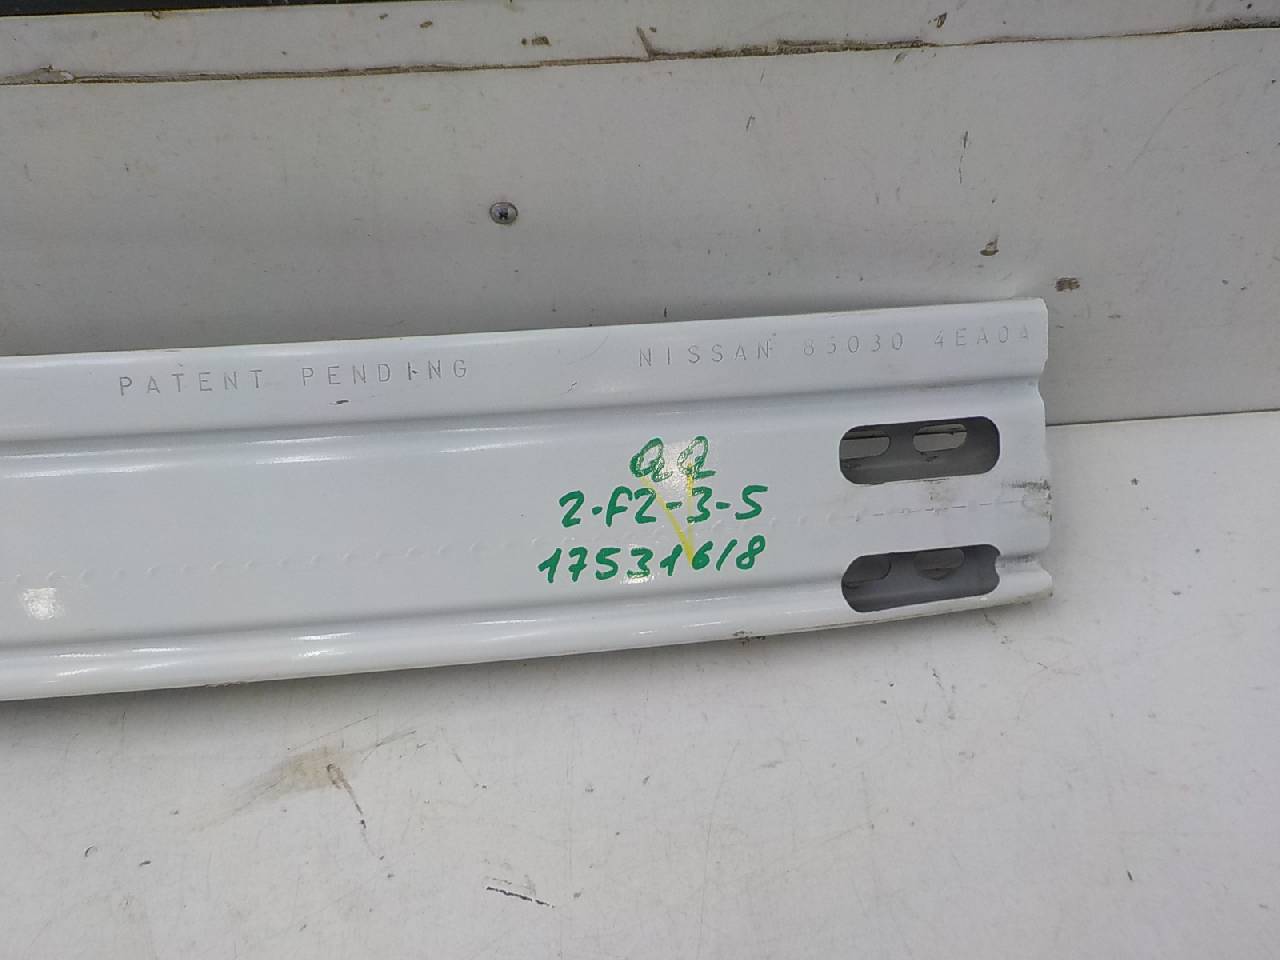 PATENT PENDING NISSAN 85030 4EA0A
QQ
2-F2-3-5
17531618